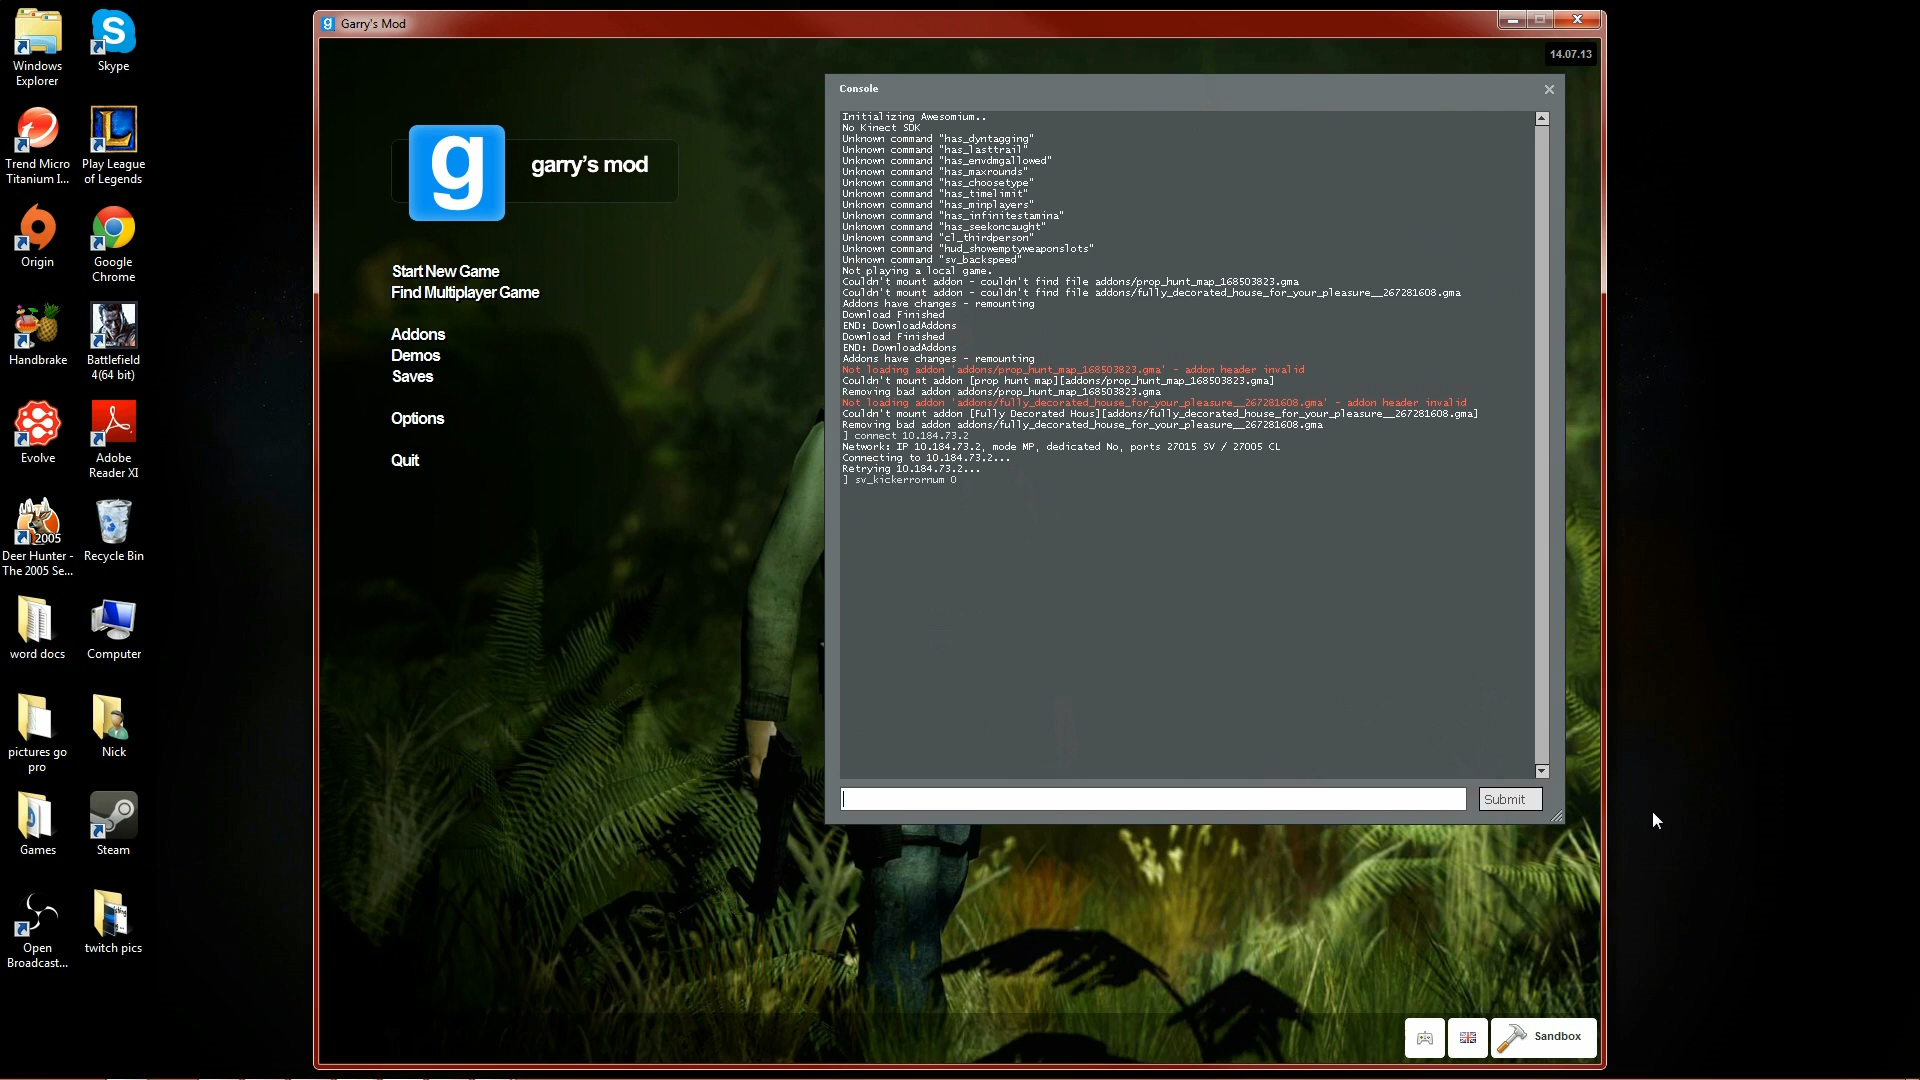 Windows
Explorer
Skype
Trend Micro
Titanium I...
Play League
of Legends
Origin
Google
Chrome
Handbrake
Battlefield
4(64 bit)
Evolve
Adobe
Reader XI
2005
Deer Hunter -
The 2005 Se...
Recycle Bin
word docs
Computer
pictures go
pro
Nick
Games
Steam
Open
Broadcast...
twitch pics
Garry's Mod
14.07.13
g
garry's mod
Start New Game
Find Multiplayer Game
Addons
Demos
Saves
Options
Quit
Console
Initializing Awesomium..
No Kinect SDK
Unknown command "has_dyntagging"
Unknown command "has_lasttrail"
Unknown command "has_envdmgallowed"
Unknown command "has_maxrounds"
Unknown command "has_choosetype"
Unknown command "has_timelimit"
Unknown command "has_minplayers"
Unknown command "has_infinitestamina"
Unknown command "has_seekoncaught"
Unknown command "cl_thirdperson"
Unknown command "hud_showemptyweaponslots"
Unknown command "sv_backspeed"
Not playing a local game.
Couldn't mount addon - couldn't find file addons/prop_hunt_map_168503823.gma
Couldn't mount addon - couldn't find file addons/fully_decorated_house_for_your_pleasure__267281608.gma
Addons have changes - remounting
Download Finished
END: DownloadAddons
Download Finished
END: DownloadAddons
Addons have changes - remounting
Not loading addon 'addons/prop_hunt_map_168503823.gma' - addon header invalid
Couldn't mount addon [prop hunt map][addons/prop_hunt_map_168503823.gma]
Removing bad addon addons/prop_hunt_map_168503823.gma
Not loading addon 'addons/fully_decorated_house_for_your_pleasure__267281608.gma' - addon header invalid
Couldn't mount addon [Fully Decorated Hous][addons/fully_decorated_house_for_your_pleasure__267281608.gma]
Removing bad addon addons/fully_decorated_house_for_your_pleasure__267281608.gma
] connect 10.184.73.2
Network: IP 10.184.73.2, mode MP, dedicated No, ports 27015 SV / 27005 CL
Connecting to 10.184.73.2...
Retrying 10.184.73.2...
] sv_kickerrornum 0
Submit
Sandbox